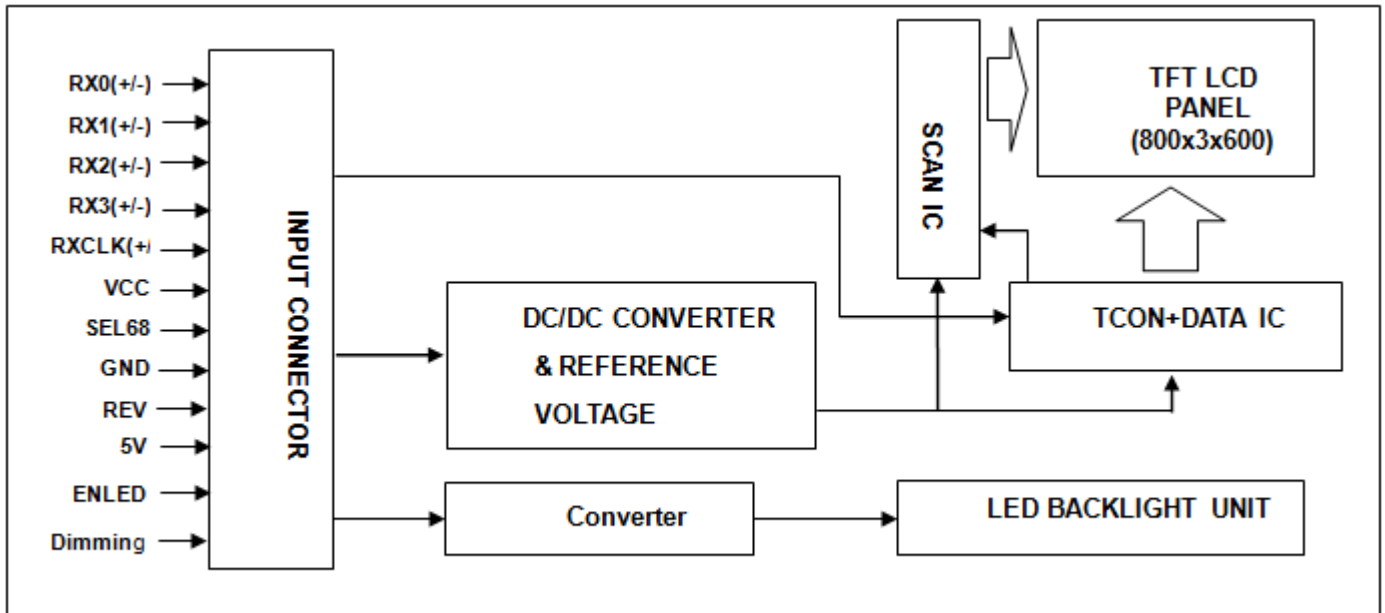 RX0(+/-)
RX1(+/-)
RX2(+/-)
RX3(+/-)
RXCLK(+/
VCC
SEL68
GND
REV
5V
ENLED
Dimming
INPUT CONNECTOR
DC/DC CONVERTER
& REFERENCE
VOLTAGE
Converter
SCAN IC
TFT LCD
PANEL
(800x3x600)
TCON+DATA IC
LED BACKLIGHT UNIT